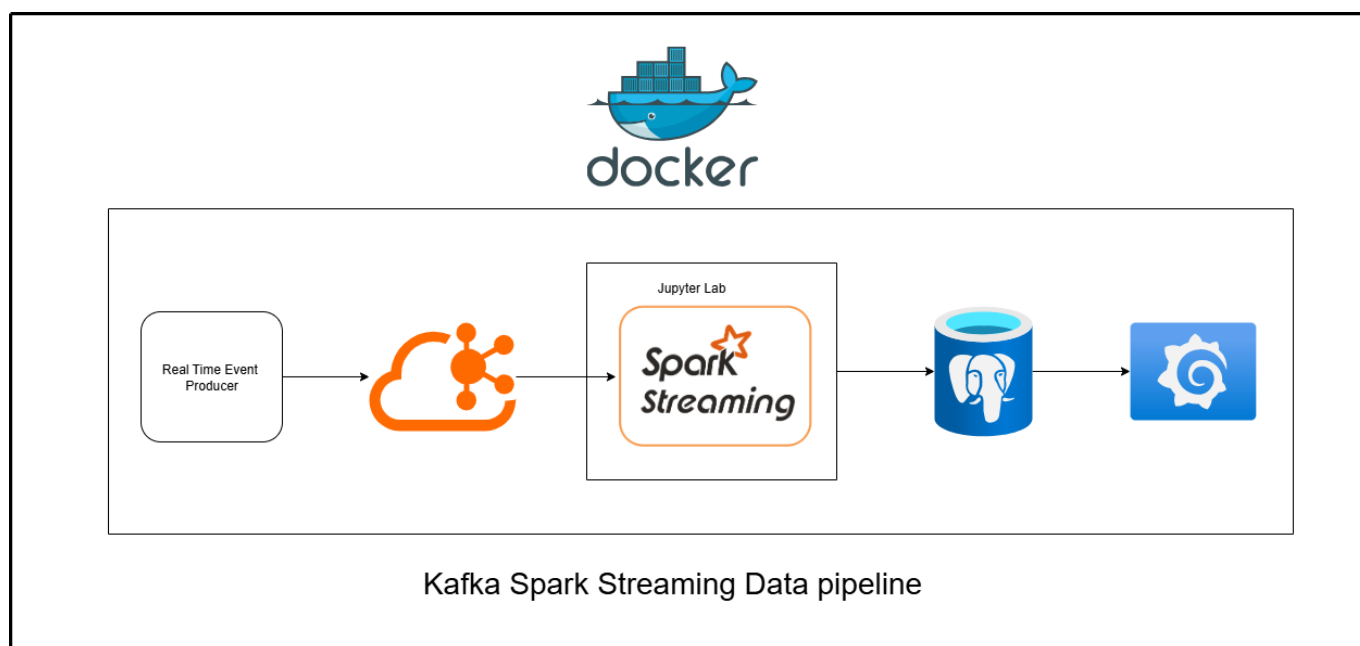 docker
Jupyter Lab
Real Time Event
Producer
Spark
Streaming
Kafka Spark Streaming Data pipeline